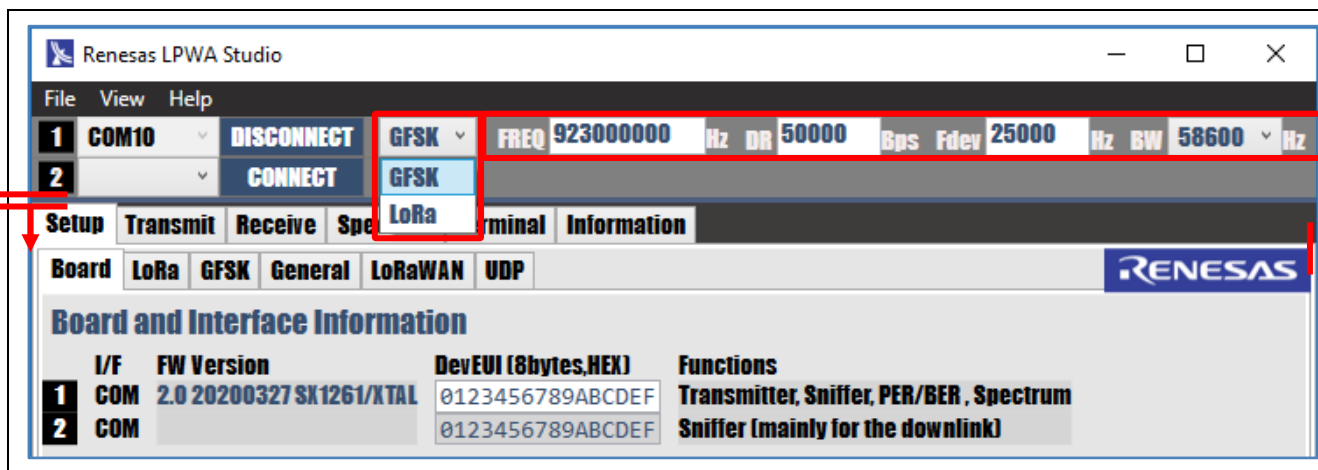 Renesas LPWA Studio
File View Help
1 COM10 DISCONNECT GFSK FREQ 923000000 Hz DR 50000 Bps Fdev 25000 Hz BW 58600 Hz
2 CONNECT GFSK
LoRa
Setup Transmit Receive Information
Board LoRa GFSK General LoRaWAN UDP RENESAS
Board and Interface Information
I/F FW Version DevEUI (8bytes,HEX) Functions
1 COM 2.0 20200327 SX1261/XTAL 0123456789ABCDEF Transmitter, Sniffer, PER/BER , Spectrum
2 COM 0123456789ABCDEF Sniffer (mainly for the downlink)